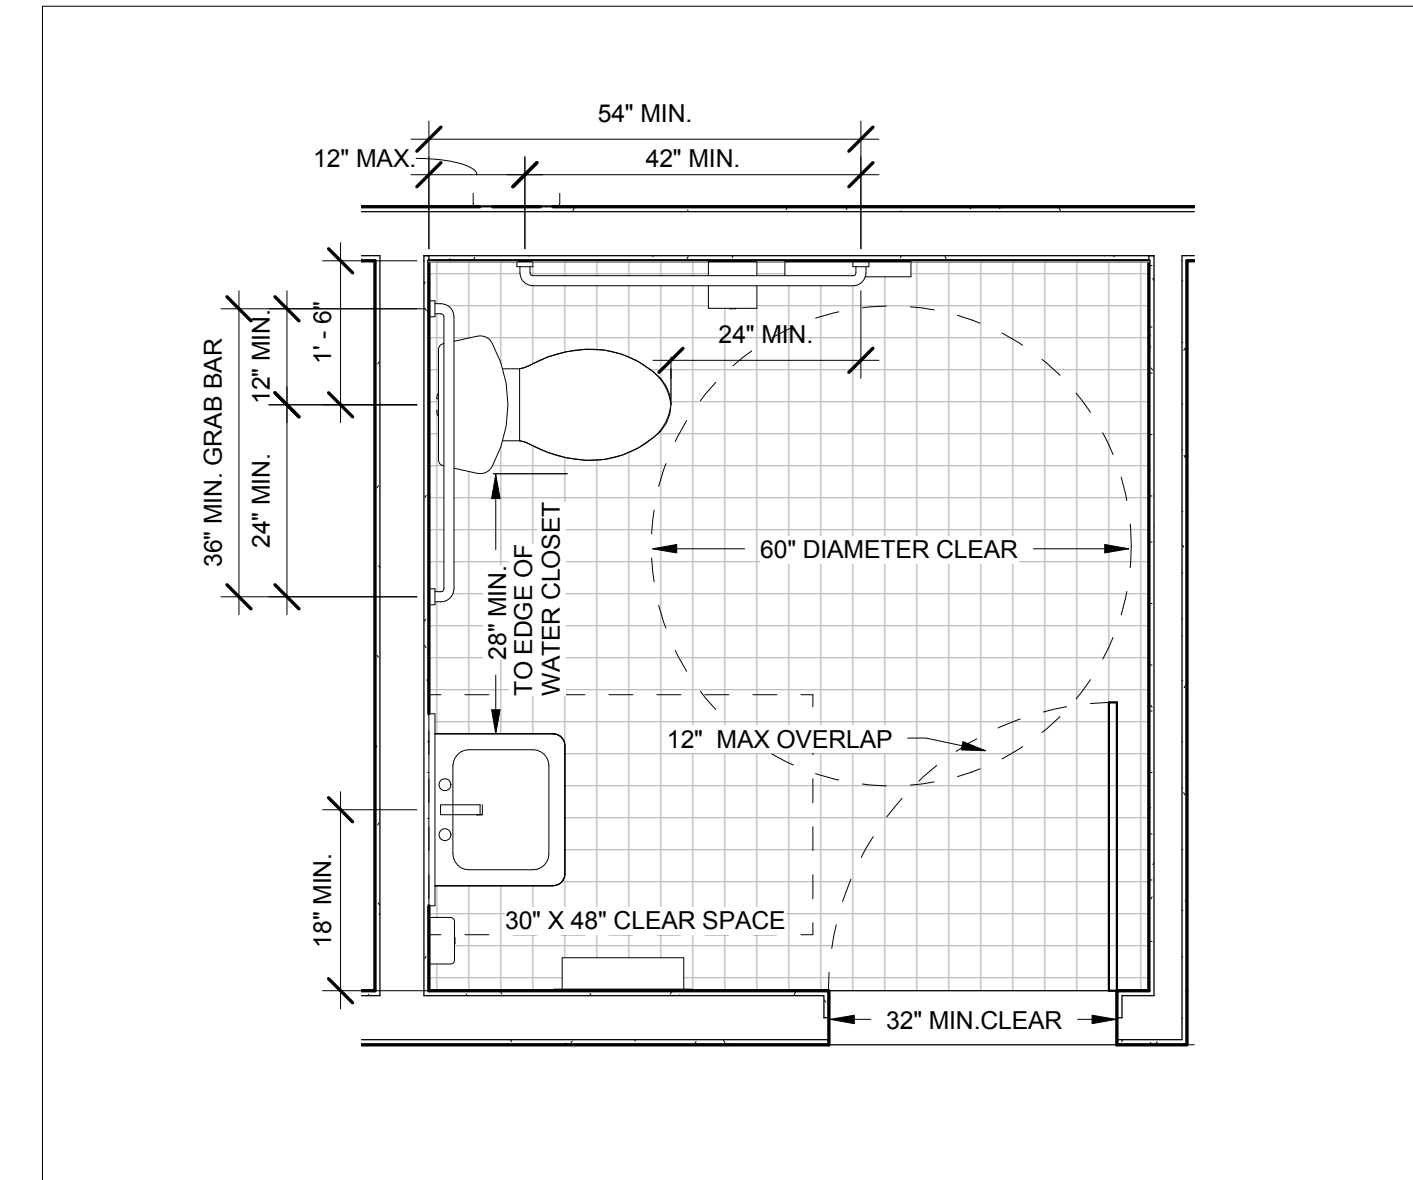 54" MIN.
12" MAX.
42" MIN.
1' - 6"
12" MIN.
36" MIN. GRAB BAR
24" MIN.
24" MIN.
28" MIN.
TO EDGE OF
WATER CLOSET
60" DIAMETER CLEAR
12" MAX OVERLAP
18" MIN.
30" X 48" CLEAR SPACE
32" MIN.CLEAR